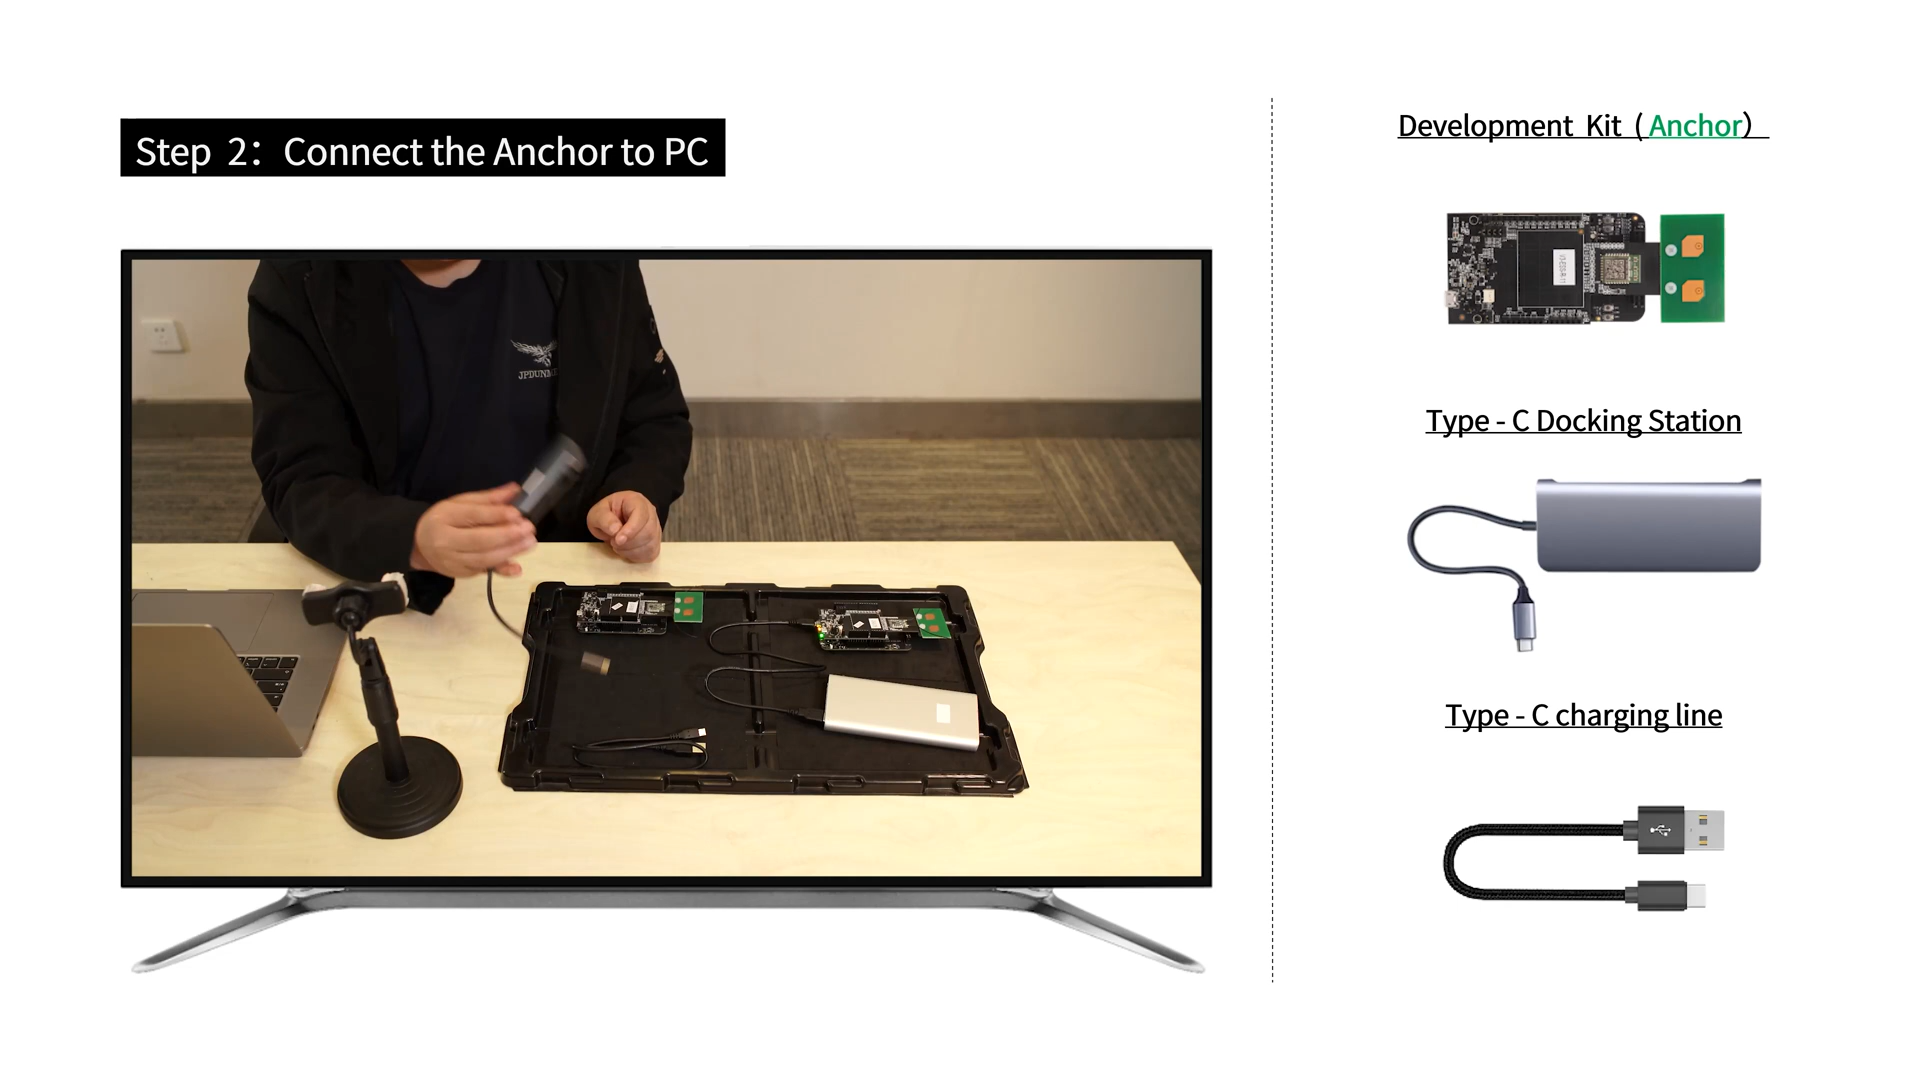 Step 2：Connect the Anchor to PC
Development Kit ( Anchor）
Type - C Docking Station
Type - C charging line